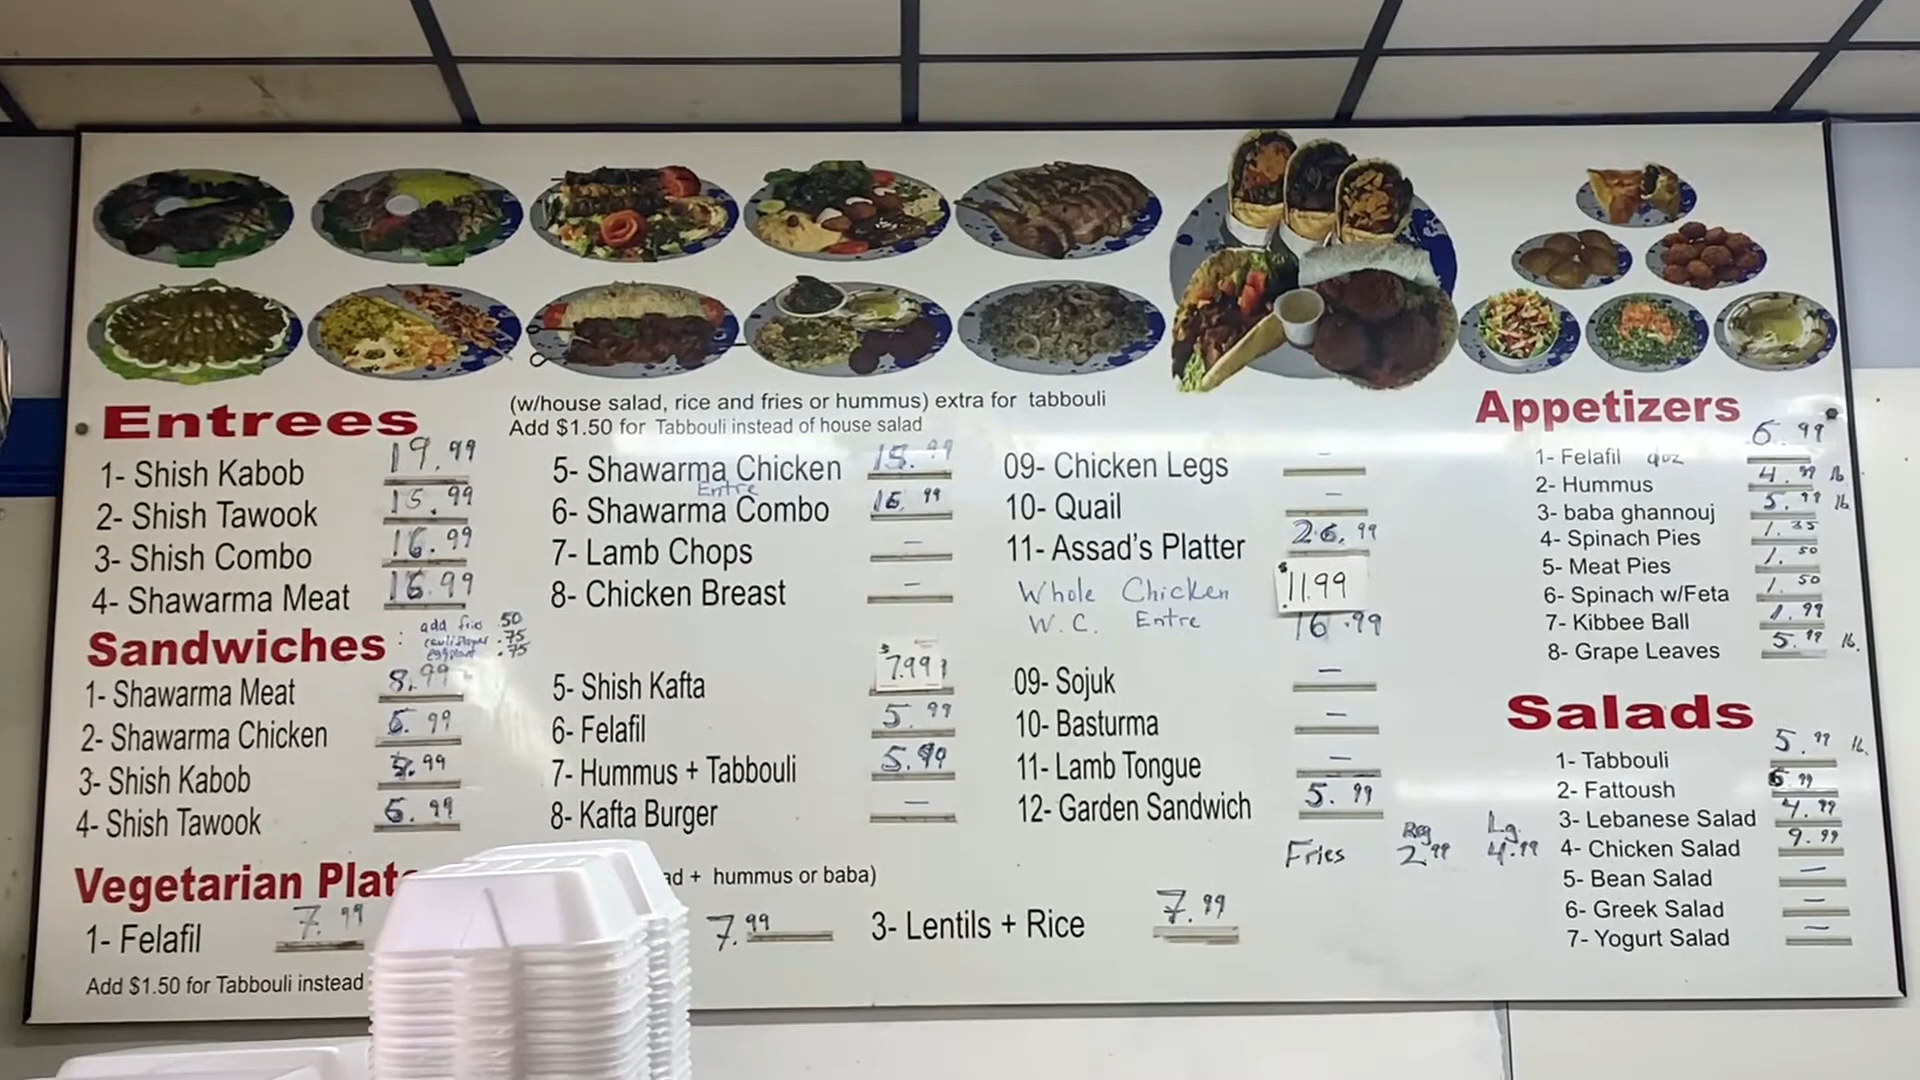 Entrees
(w/house salad, rice and fries or hummus) extra for tabbouli
Add $1.50 for Tabbouli instead of house salad
1- Shish Kabob 19.99
2- Shish Tawook 15.99
3- Shish Combo 16.99
4- Shawarma Meat 16.99
5- Shawarma Chicken 15.99
Entre
6- Shawarma Combo 16.99
7- Lamb Chops –
8- Chicken Breast –
09- Chicken Legs –
10- Quail –
11- Assad's Platter 26.99
Whole Chicken $11.99
W.C. Entre 16.99
Sandwiches :
add fries .50
cauliflower .75
eggplant .75
1- Shawarma Meat 8.99
2- Shawarma Chicken 6.99
3- Shish Kabob
4- Shish Tawook 6.99
5- Shish Kafta $7.99
6- Felafil 5.99
7- Hummus + Tabbouli 5.99
8- Kafta Burger –
09- Sojuk –
10- Basturma –
11- Lamb Tongue –
12- Garden Sandwich 5.99
Fries Reg 2.99 Lg. 4.99
Vegetarian
hummus or baba)
1- Felafil 7.99
7.99
3- Lentils + Rice 7.99
Add $1.50 for Tabbouli instead
Appetizers
1- Felafil doz 6.99
2- Hummus 4.99 lb
3- baba ghannouj 5.99 lb
4- Spinach Pies 1.35
5- Meat Pies 1.50
6- Spinach w/Feta 1.50
7- Kibbee Ball 1.99
8- Grape Leaves 5.99 lb.
Salads
1- Tabbouli 5.99 lb.
2- Fattoush 6.99
3- Lebanese Salad 4.99
4- Chicken Salad 9.99
5- Bean Salad –
6- Greek Salad –
7- Yogurt Salad –